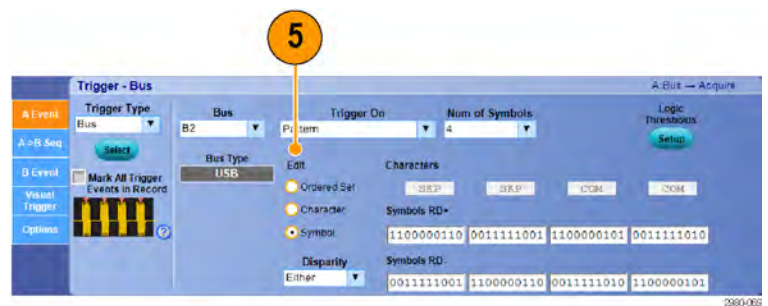 5
Trigger - Bus
A:Bus → Acquire
A Event
A->B Seq
B Event
Visual Trigger
Options
Trigger Type
Bus
Select
Mark All Trigger Events in Record
Bus
B2
Bus Type
USB
Trigger On
Pattern
Num of Symbols
4
Logic Thresholds
Setup
Edit
Ordered Set
Character
Symbol
Disparity
Either
Characters
SKP SKP COM COM
Symbols RD+
1100000110 0011111001 1100000101 0011111010
Symbols RD-
0011111001 1100000110 0011111010 1100000101
2980-069